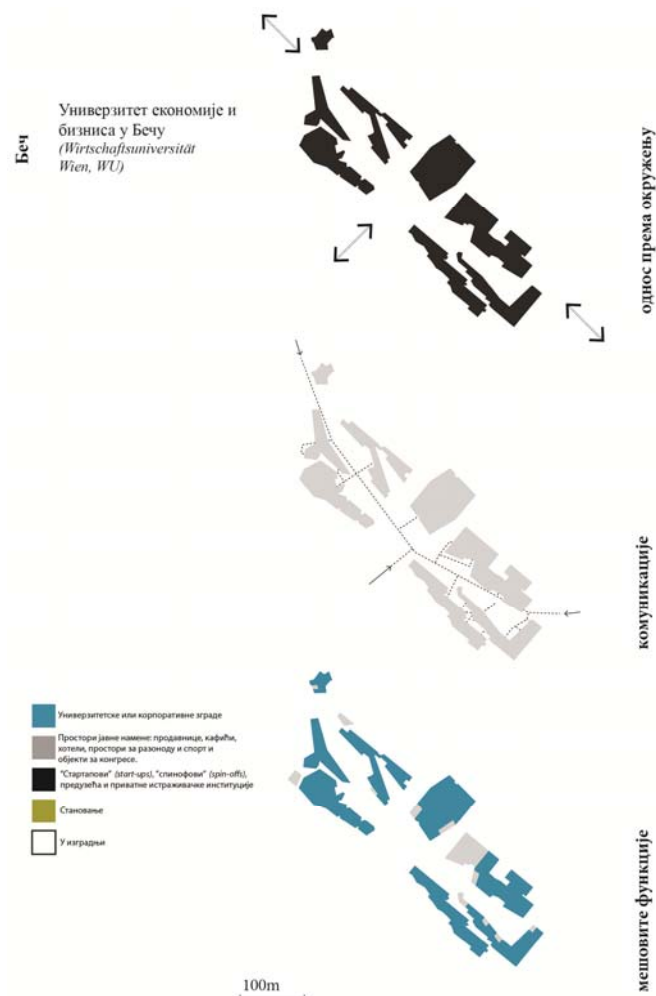 Беч
Универзитет економије и
бизниса у Бечу
(Wirtschaftsuniversität
Wien, WU)
однос према окружењу
комуникације
Универзитетске или корпоративне зграде
Простори јавне намене: продавнице, кафићи,
хотели, простори за разоноду и спорт и
објекти за конгресе.
"Стартапови" (start-ups), "спинофови" (spin-offs),
предузећа и приватне истраживачке институције
Становање
У изградњи
мешовите функције
100m